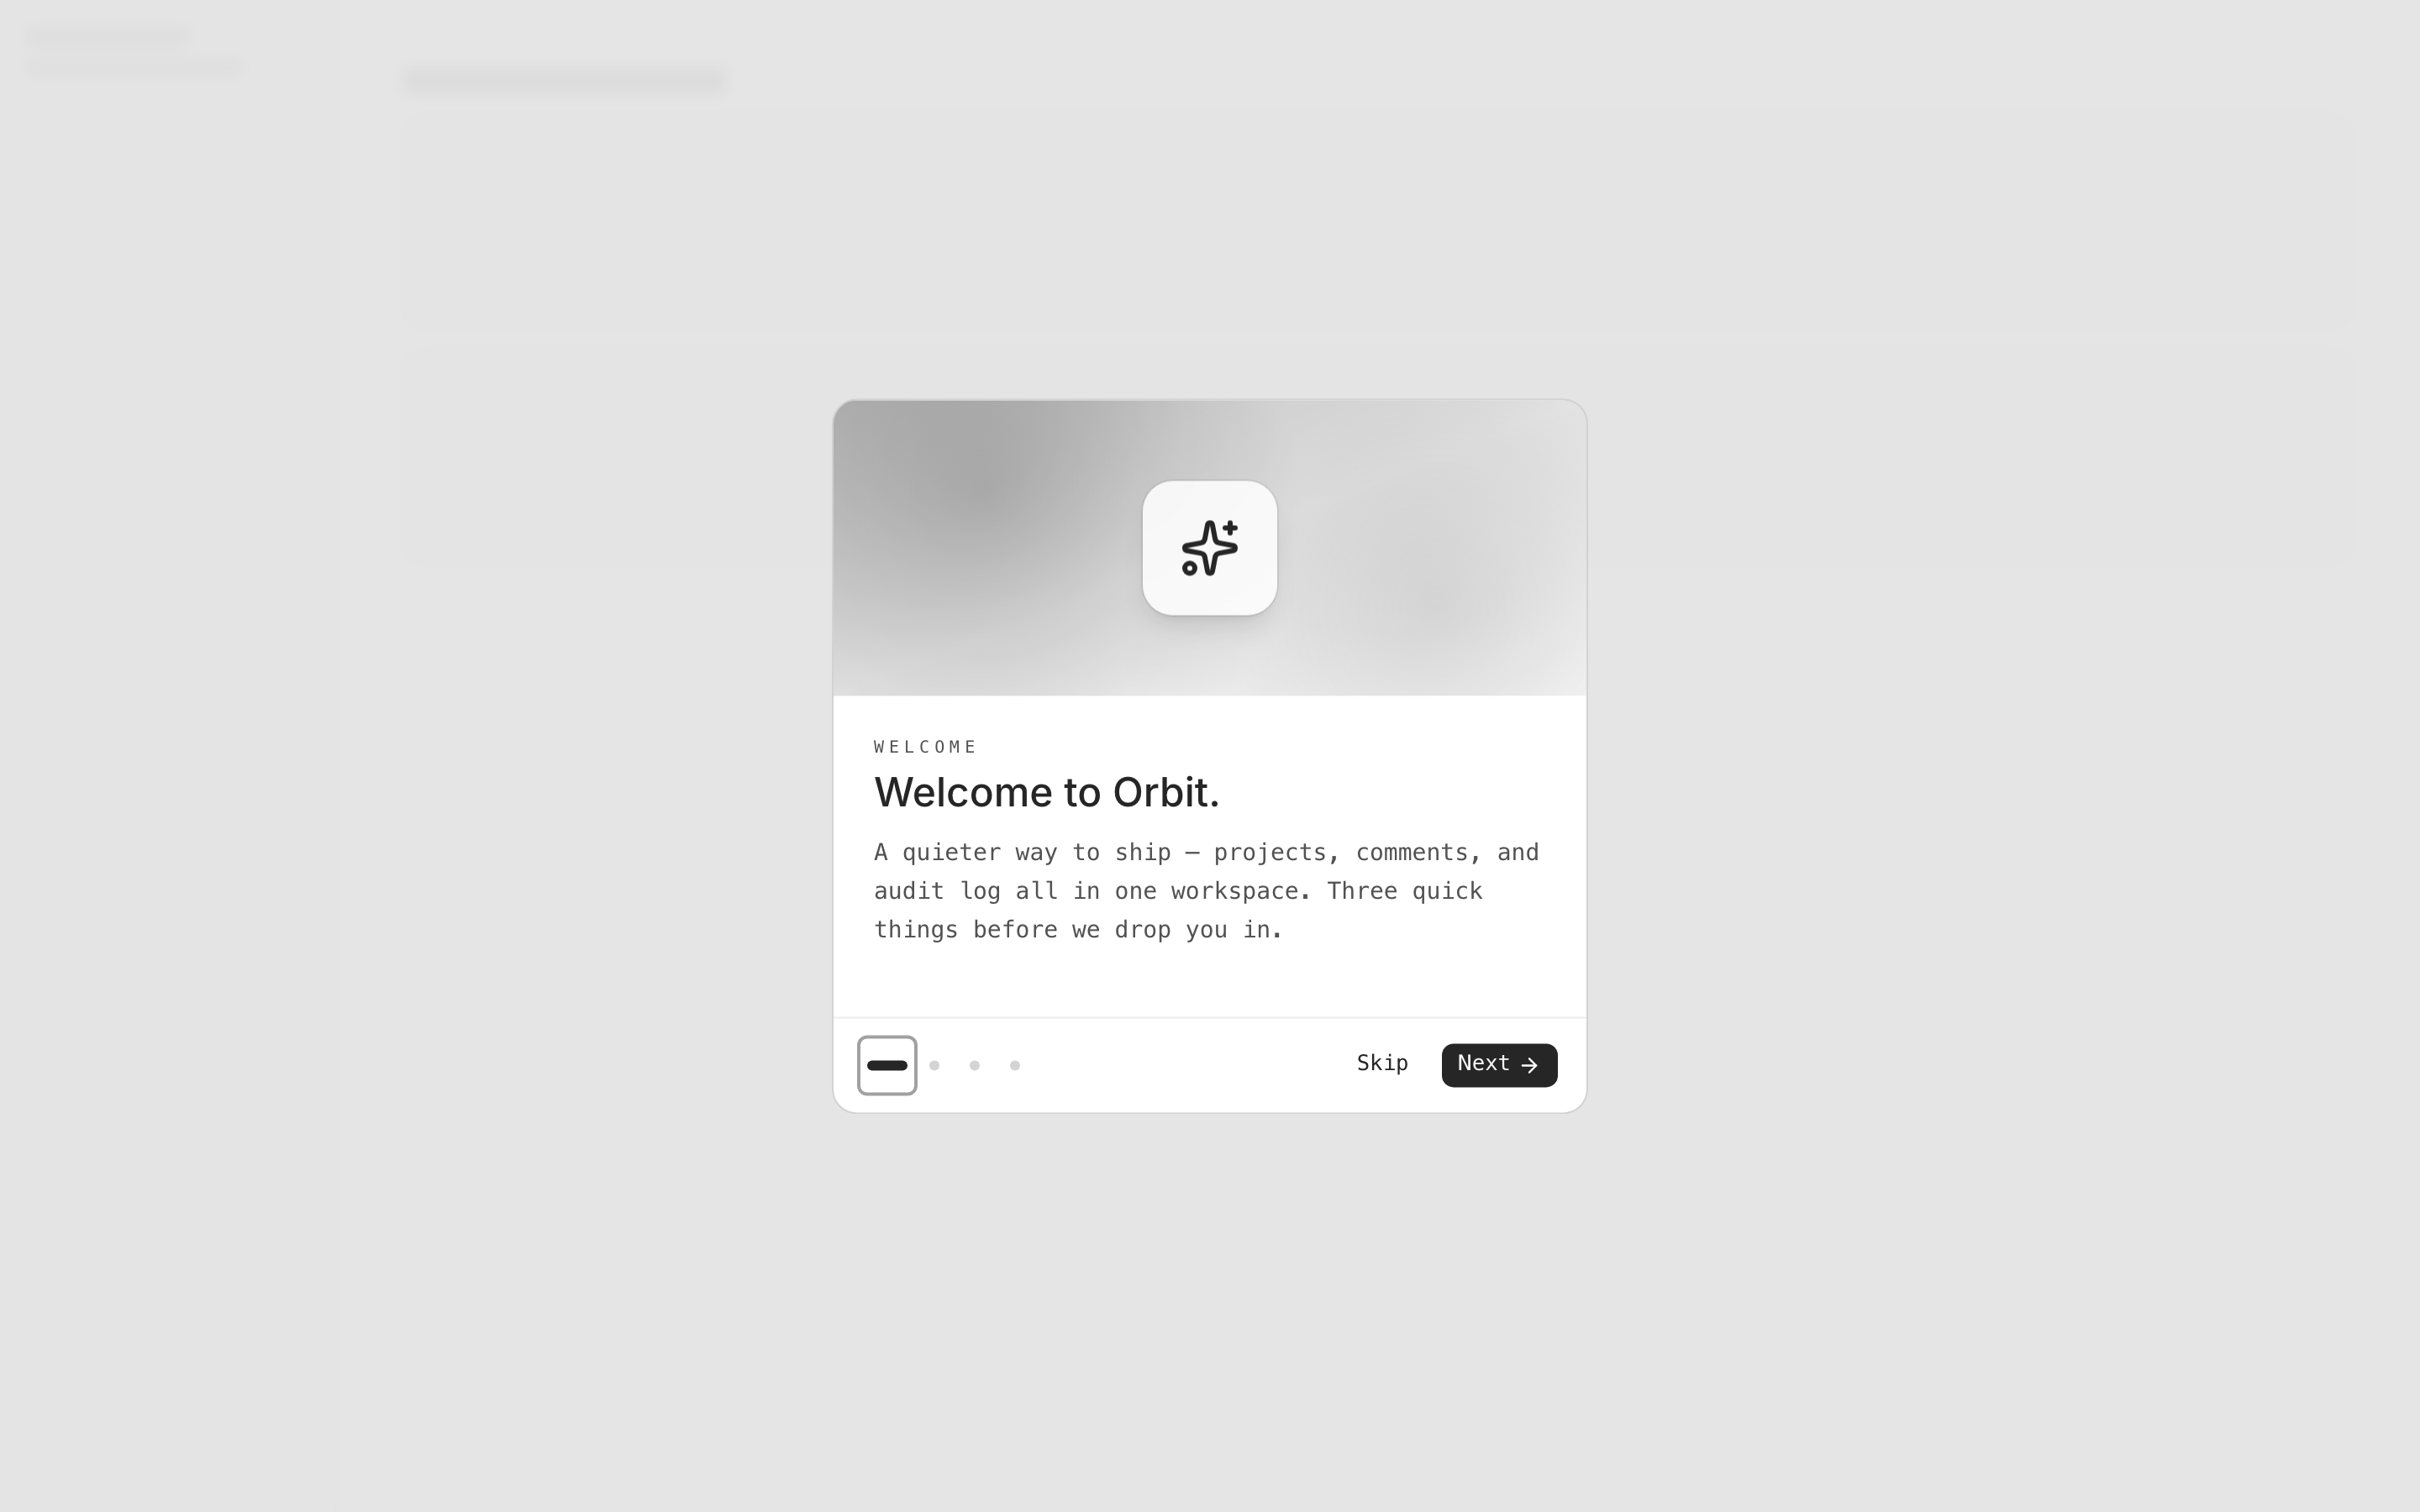 WELCOME
Welcome to Orbit.
A quieter way to ship — projects, comments, and
audit log all in one workspace. Three quick
things before we drop you in.
Skip
Next